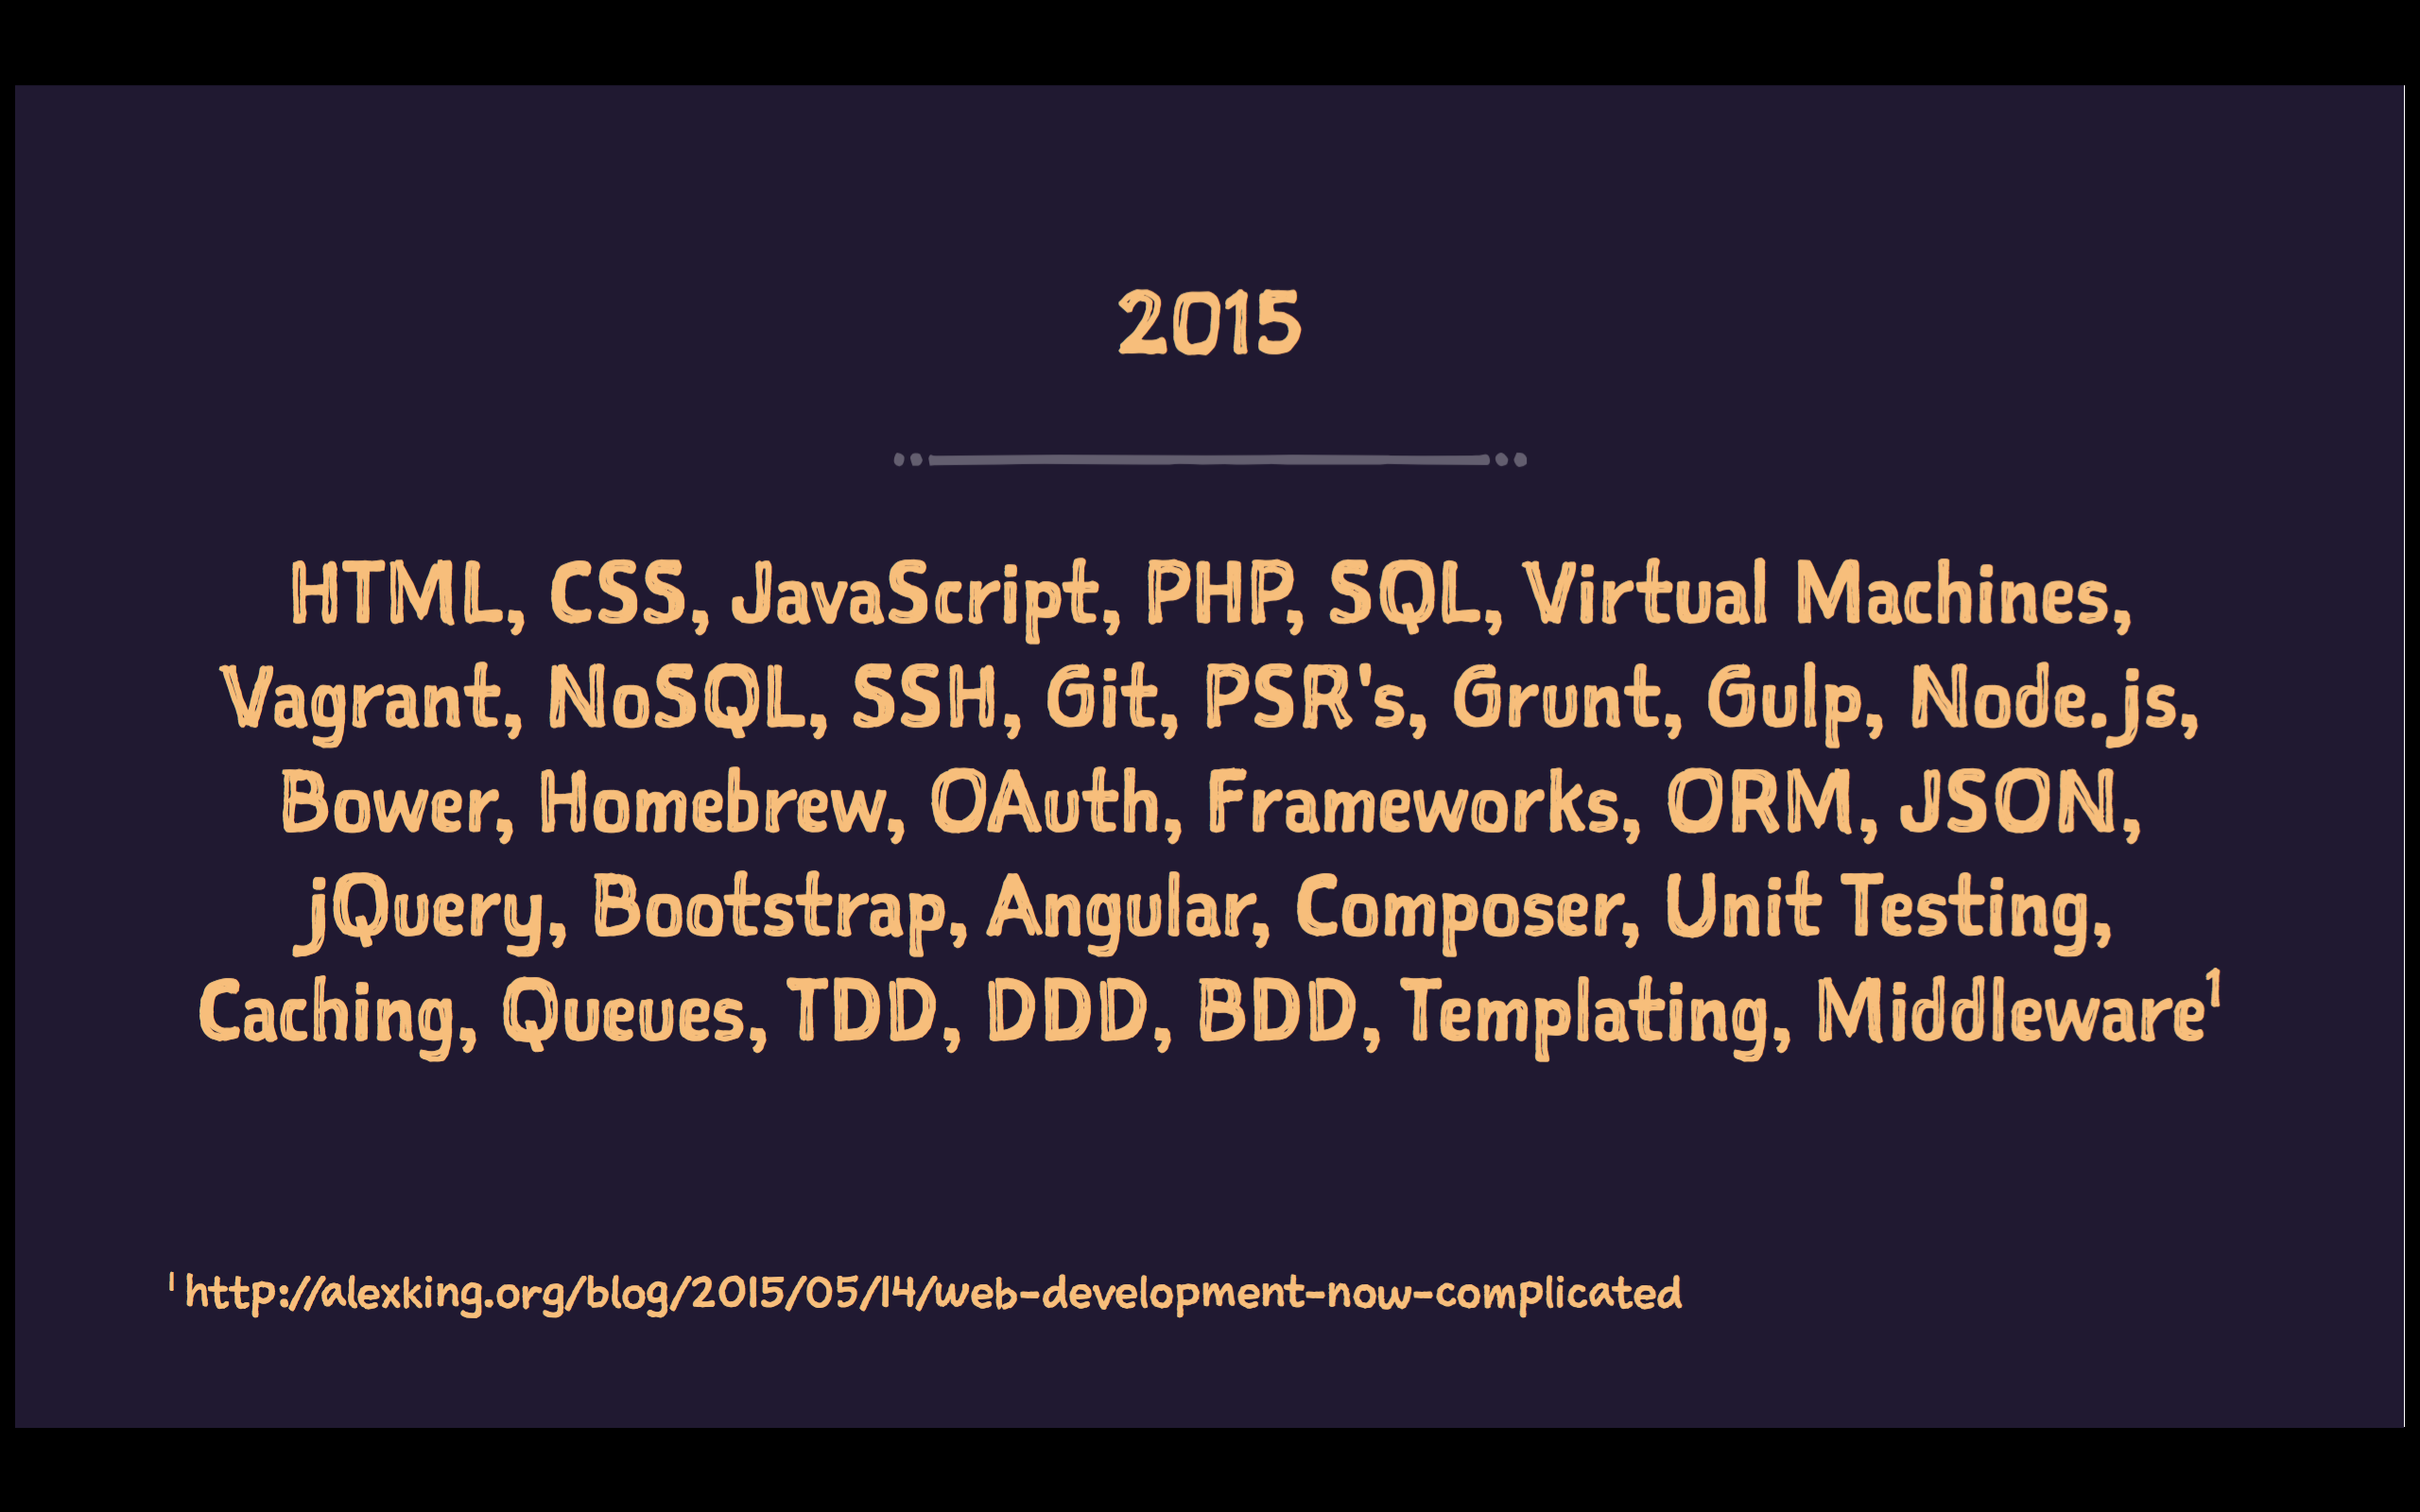 2015
HTML, CSS, JavaScript, PHP, SQL, Virtual Machines,
Vagrant, NoSQL, SSH, Git, PSR's, Grunt, Gulp, Node.js,
Bower, Homebrew, OAuth, Frameworks, ORM, JSON,
jQuery, Bootstrap, Angular, Composer, Unit Testing,
Caching, Queues, TDD, DDD, BDD, Templating, Middleware¹
¹ http://alexking.org/blog/2015/05/14/web-development-now-complicated